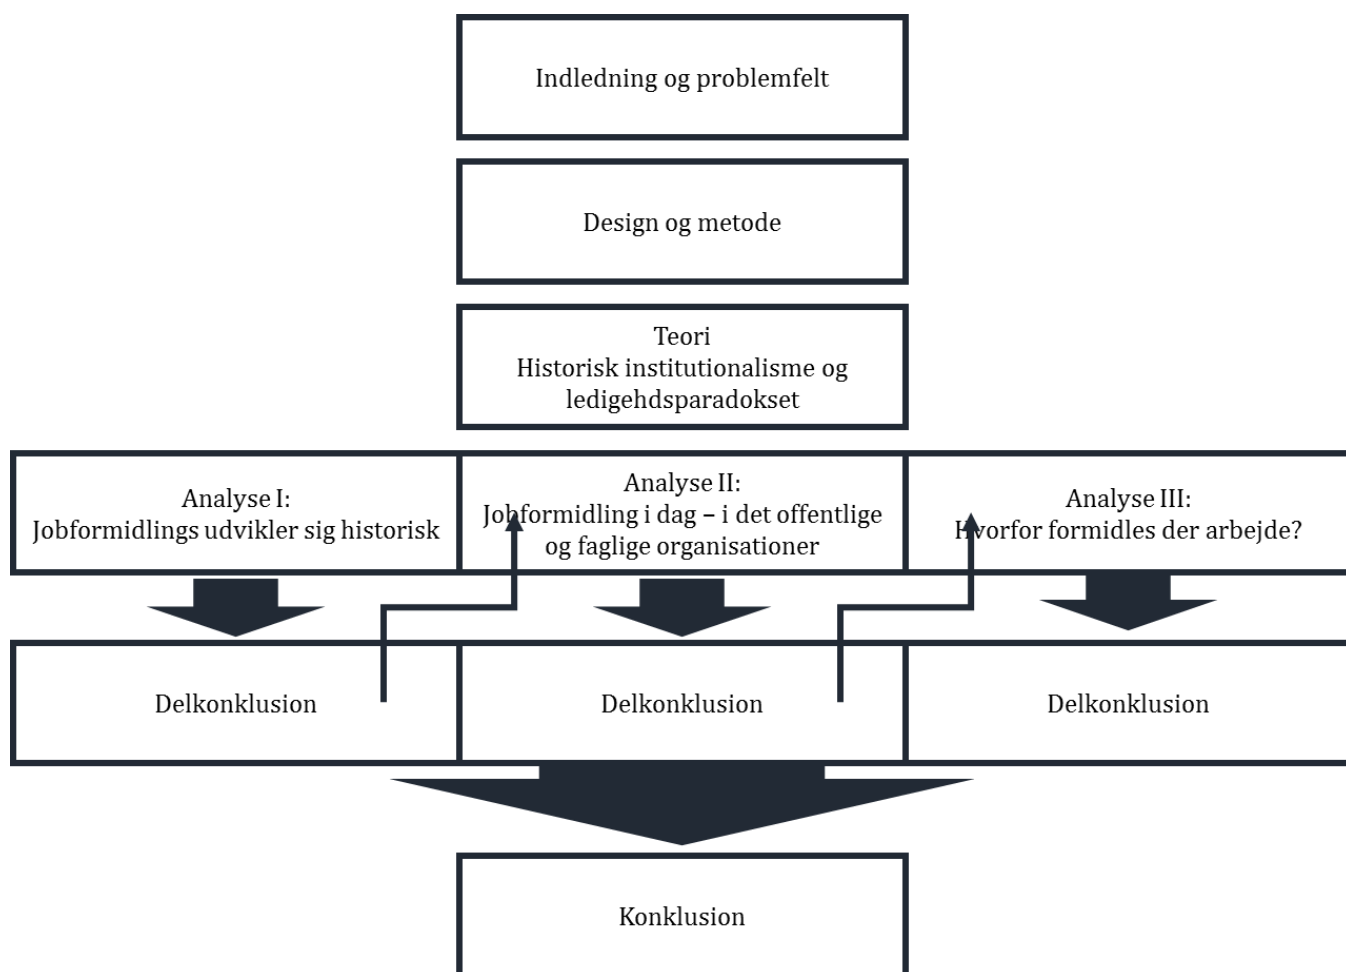 Indledning og problemfelt
Design og metode
Teori
Historisk institutionalisme og
ledigehdsparadokset
Analyse I:
Jobformidlings udvikler sig historisk
Analyse II:
Jobformidling i dag – i det offentlige
og faglige organisationer
Analyse III:
Hvorfor formidles der arbejde?
Delkonklusion
Delkonklusion
Delkonklusion
Konklusion